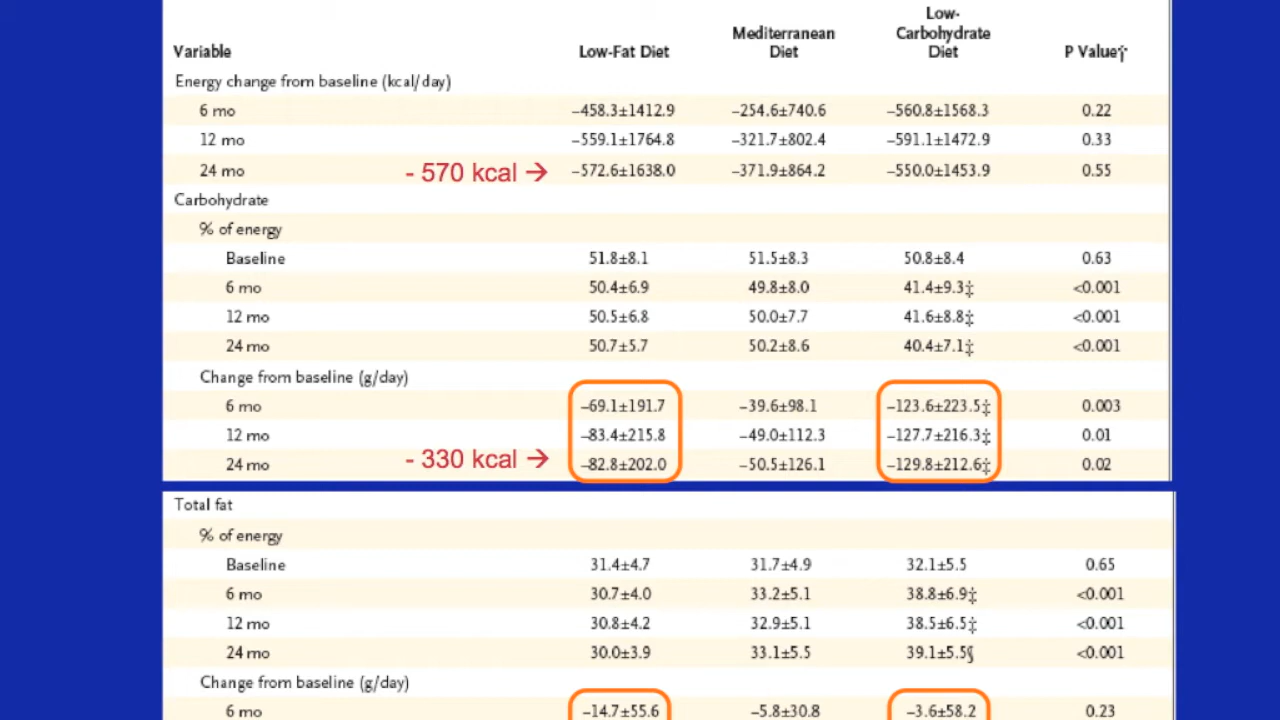 Variable Low-Fat Diet Mediterranean Diet Low-Carbohydrate Diet P Value†
Energy change from baseline (kcal/day)
6 mo −458.3±1412.9 −254.6±740.6 −560.8±1568.3 0.22
12 mo −559.1±1764.8 −321.7±802.4 −591.1±1472.9 0.33
24 mo - 570 kcal → −572.6±1638.0 −371.9±864.2 −550.0±1453.9 0.55
Carbohydrate
% of energy
Baseline 51.8±8.1 51.5±8.3 50.8±8.4 0.63
6 mo 50.4±6.9 49.8±8.0 41.4±9.3‡ <0.001
12 mo 50.5±6.8 50.0±7.7 41.6±8.8‡ <0.001
24 mo 50.7±5.7 50.2±8.6 40.4±7.1‡ <0.001
Change from baseline (g/day)
6 mo −69.1±191.7 −39.6±98.1 −123.6±223.5‡ 0.003
12 mo −83.4±215.8 −49.0±112.3 −127.7±216.3‡ 0.01
24 mo - 330 kcal → −82.8±202.0 −50.5±126.1 −129.8±212.6‡ 0.02
Total fat
% of energy
Baseline 31.4±4.7 31.7±4.9 32.1±5.5 0.65
6 mo 30.7±4.0 33.2±5.1 38.8±6.9‡ <0.001
12 mo 30.8±4.2 32.9±5.1 38.5±6.5‡ <0.001
24 mo 30.0±3.9 33.1±5.5 39.1±5.5§ <0.001
Change from baseline (g/day)
6 mo −14.7±55.6 −5.8±30.8 −3.6±58.2 0.23